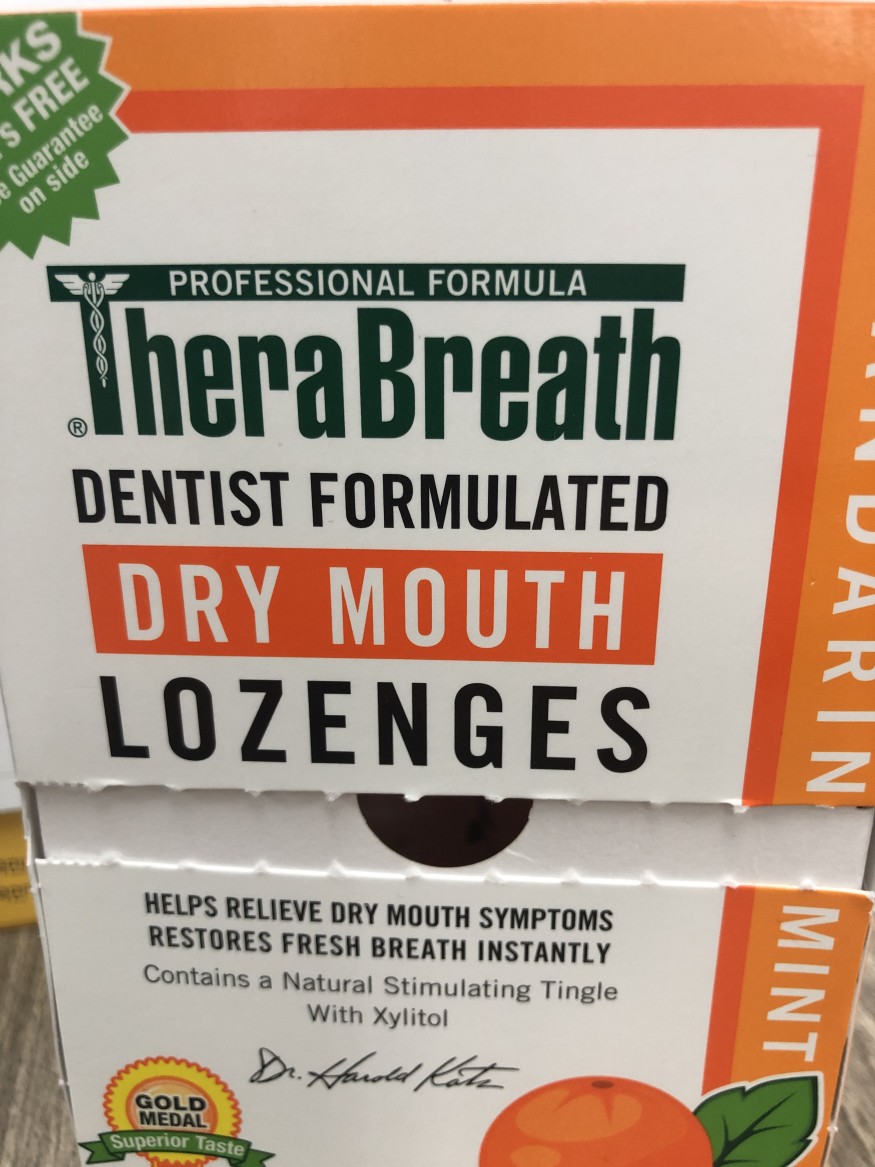 'S FREE
Guarantee
on side
PROFESSIONAL FORMULA
TheraBreath
®
DENTIST FORMULATED
DRY MOUTH
LOZENGES
NDARIN
MINT
HELPS RELIEVE DRY MOUTH SYMPTOMS
RESTORES FRESH BREATH INSTANTLY
Contains a Natural Stimulating Tingle
With Xylitol
Dr. Harold Katz
GOLD
MEDAL
Superior Taste